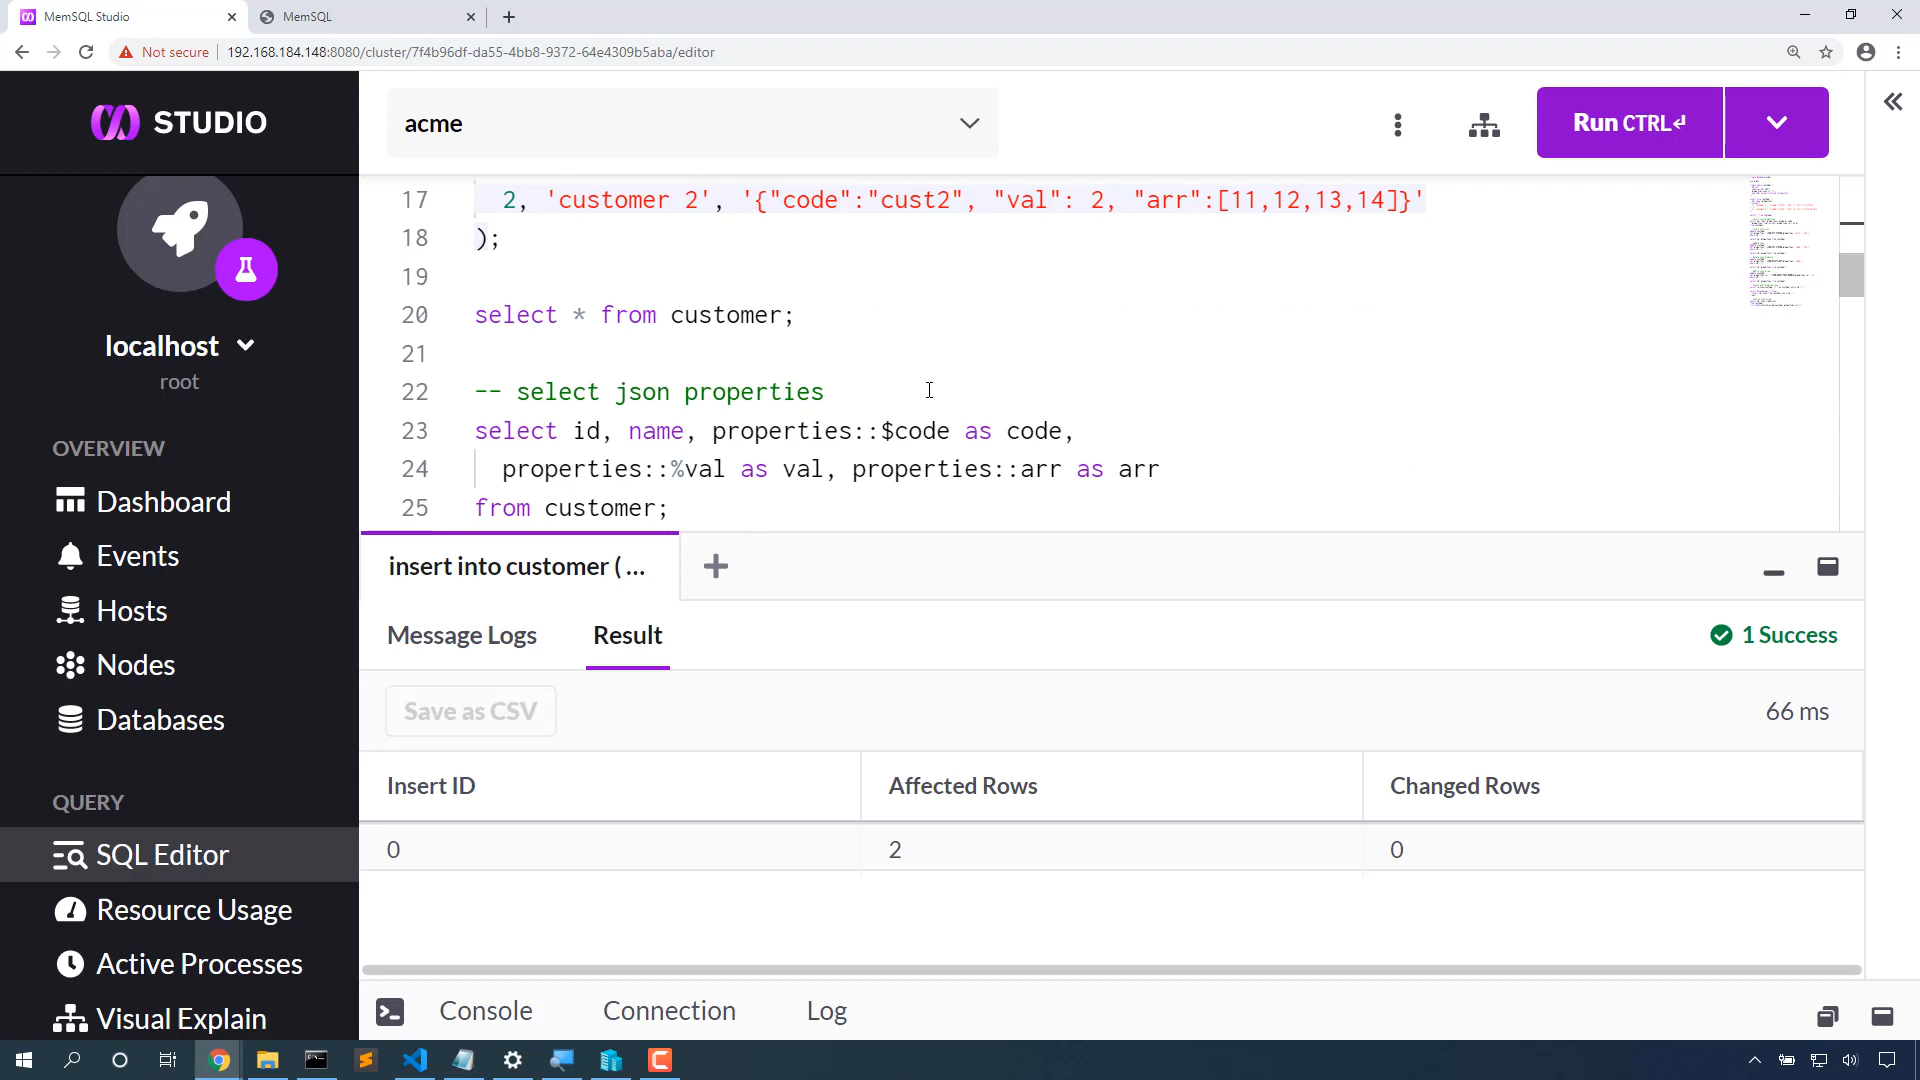 MemSQL Studio
MemSQL
Not secure
192.168.184.148:8080/cluster/7f4b96df-da55-4bb8-9372-64e4309b5aba/editor
STUDIO
acme
Run CTRL⏎
localhost
root
OVERVIEW
Dashboard
Events
Hosts
Nodes
Databases
QUERY
SQL Editor
Resource Usage
Active Processes
Visual Explain
17 2, 'customer 2', '{"code":"cust2", "val": 2, "arr":[11,12,13,14]}'
18 );
19
20 select * from customer;
21
22 -- select json properties
23 select id, name, properties::$code as code,
24 properties::%val as val, properties::arr as arr
25 from customer;
insert into customer ( ...
Message Logs
Result
1 Success
Save as CSV
66 ms
Insert ID Affected Rows Changed Rows
0 2 0
Console
Connection
Log